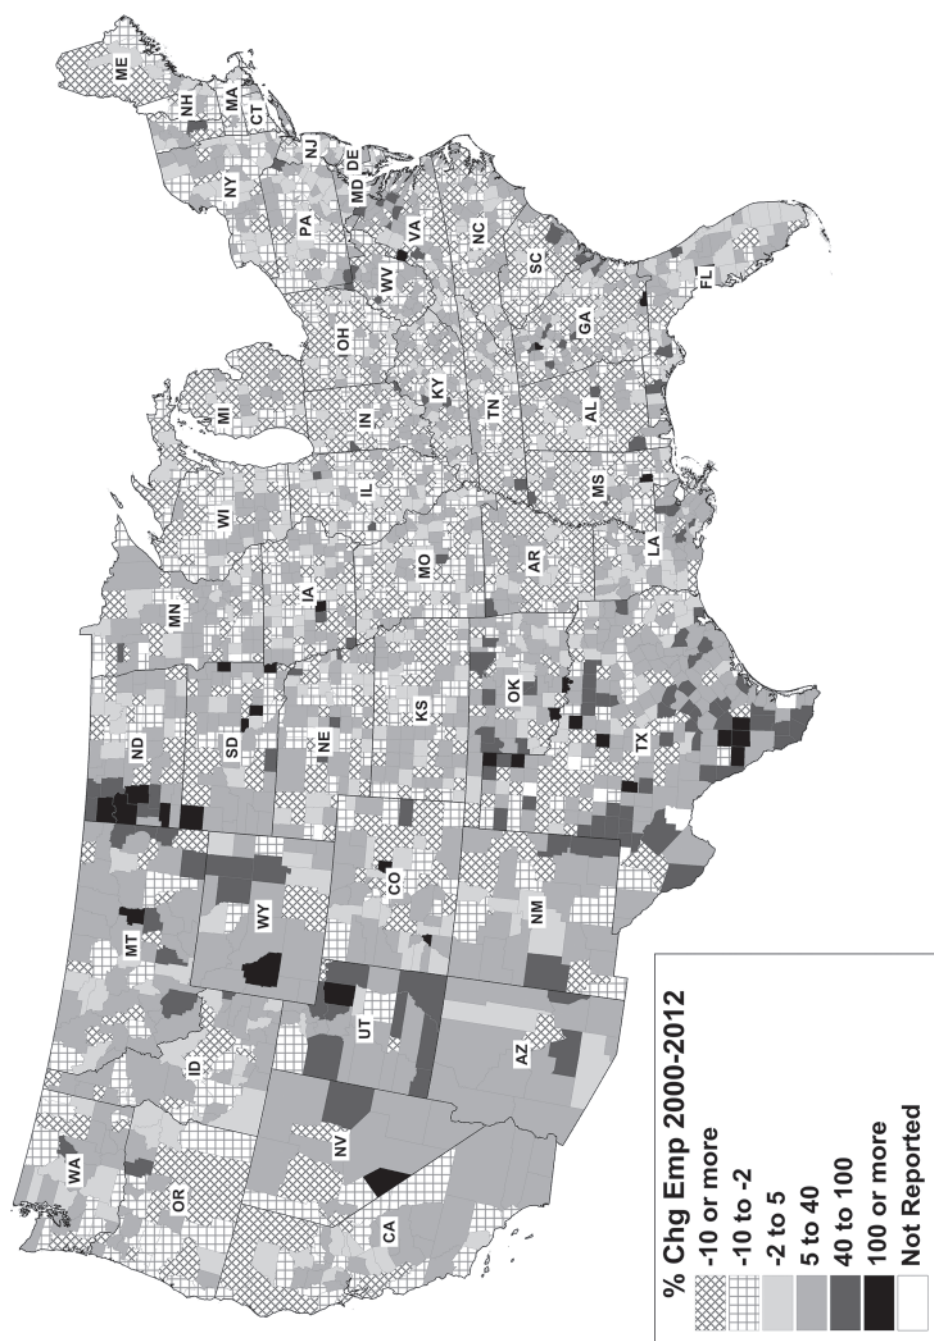 ME
NH
MA
CT
NY
NJ
PA
MD
DE
VA
WV
NC
SC
OH
MI
IN
KY
TN
GA
FL
AL
MS
WI
IL
MN
IA
MO
AR
LA
ND
SD
NE
KS
OK
TX
MT
WY
CO
NM
ID
UT
AZ
WA
OR
NV
CA
% Chg Emp 2000-2012
-10 or more
-10 to -2
-2 to 5
5 to 40
40 to 100
100 or more
Not Reported